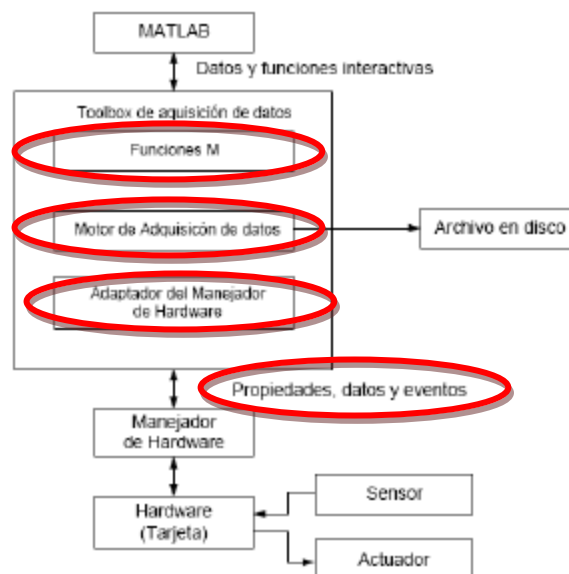 MATLAB
Datos y funciones interactivas
Toolbox de aquisición de datos
Funciones M
Motor de Adquisicón de datos
Archivo en disco
Adaptador del Manejador
de Hardware
Propiedades, datos y eventos
Manejador
de Hardware
Sensor
Hardware
(Tarjeta)
Actuador